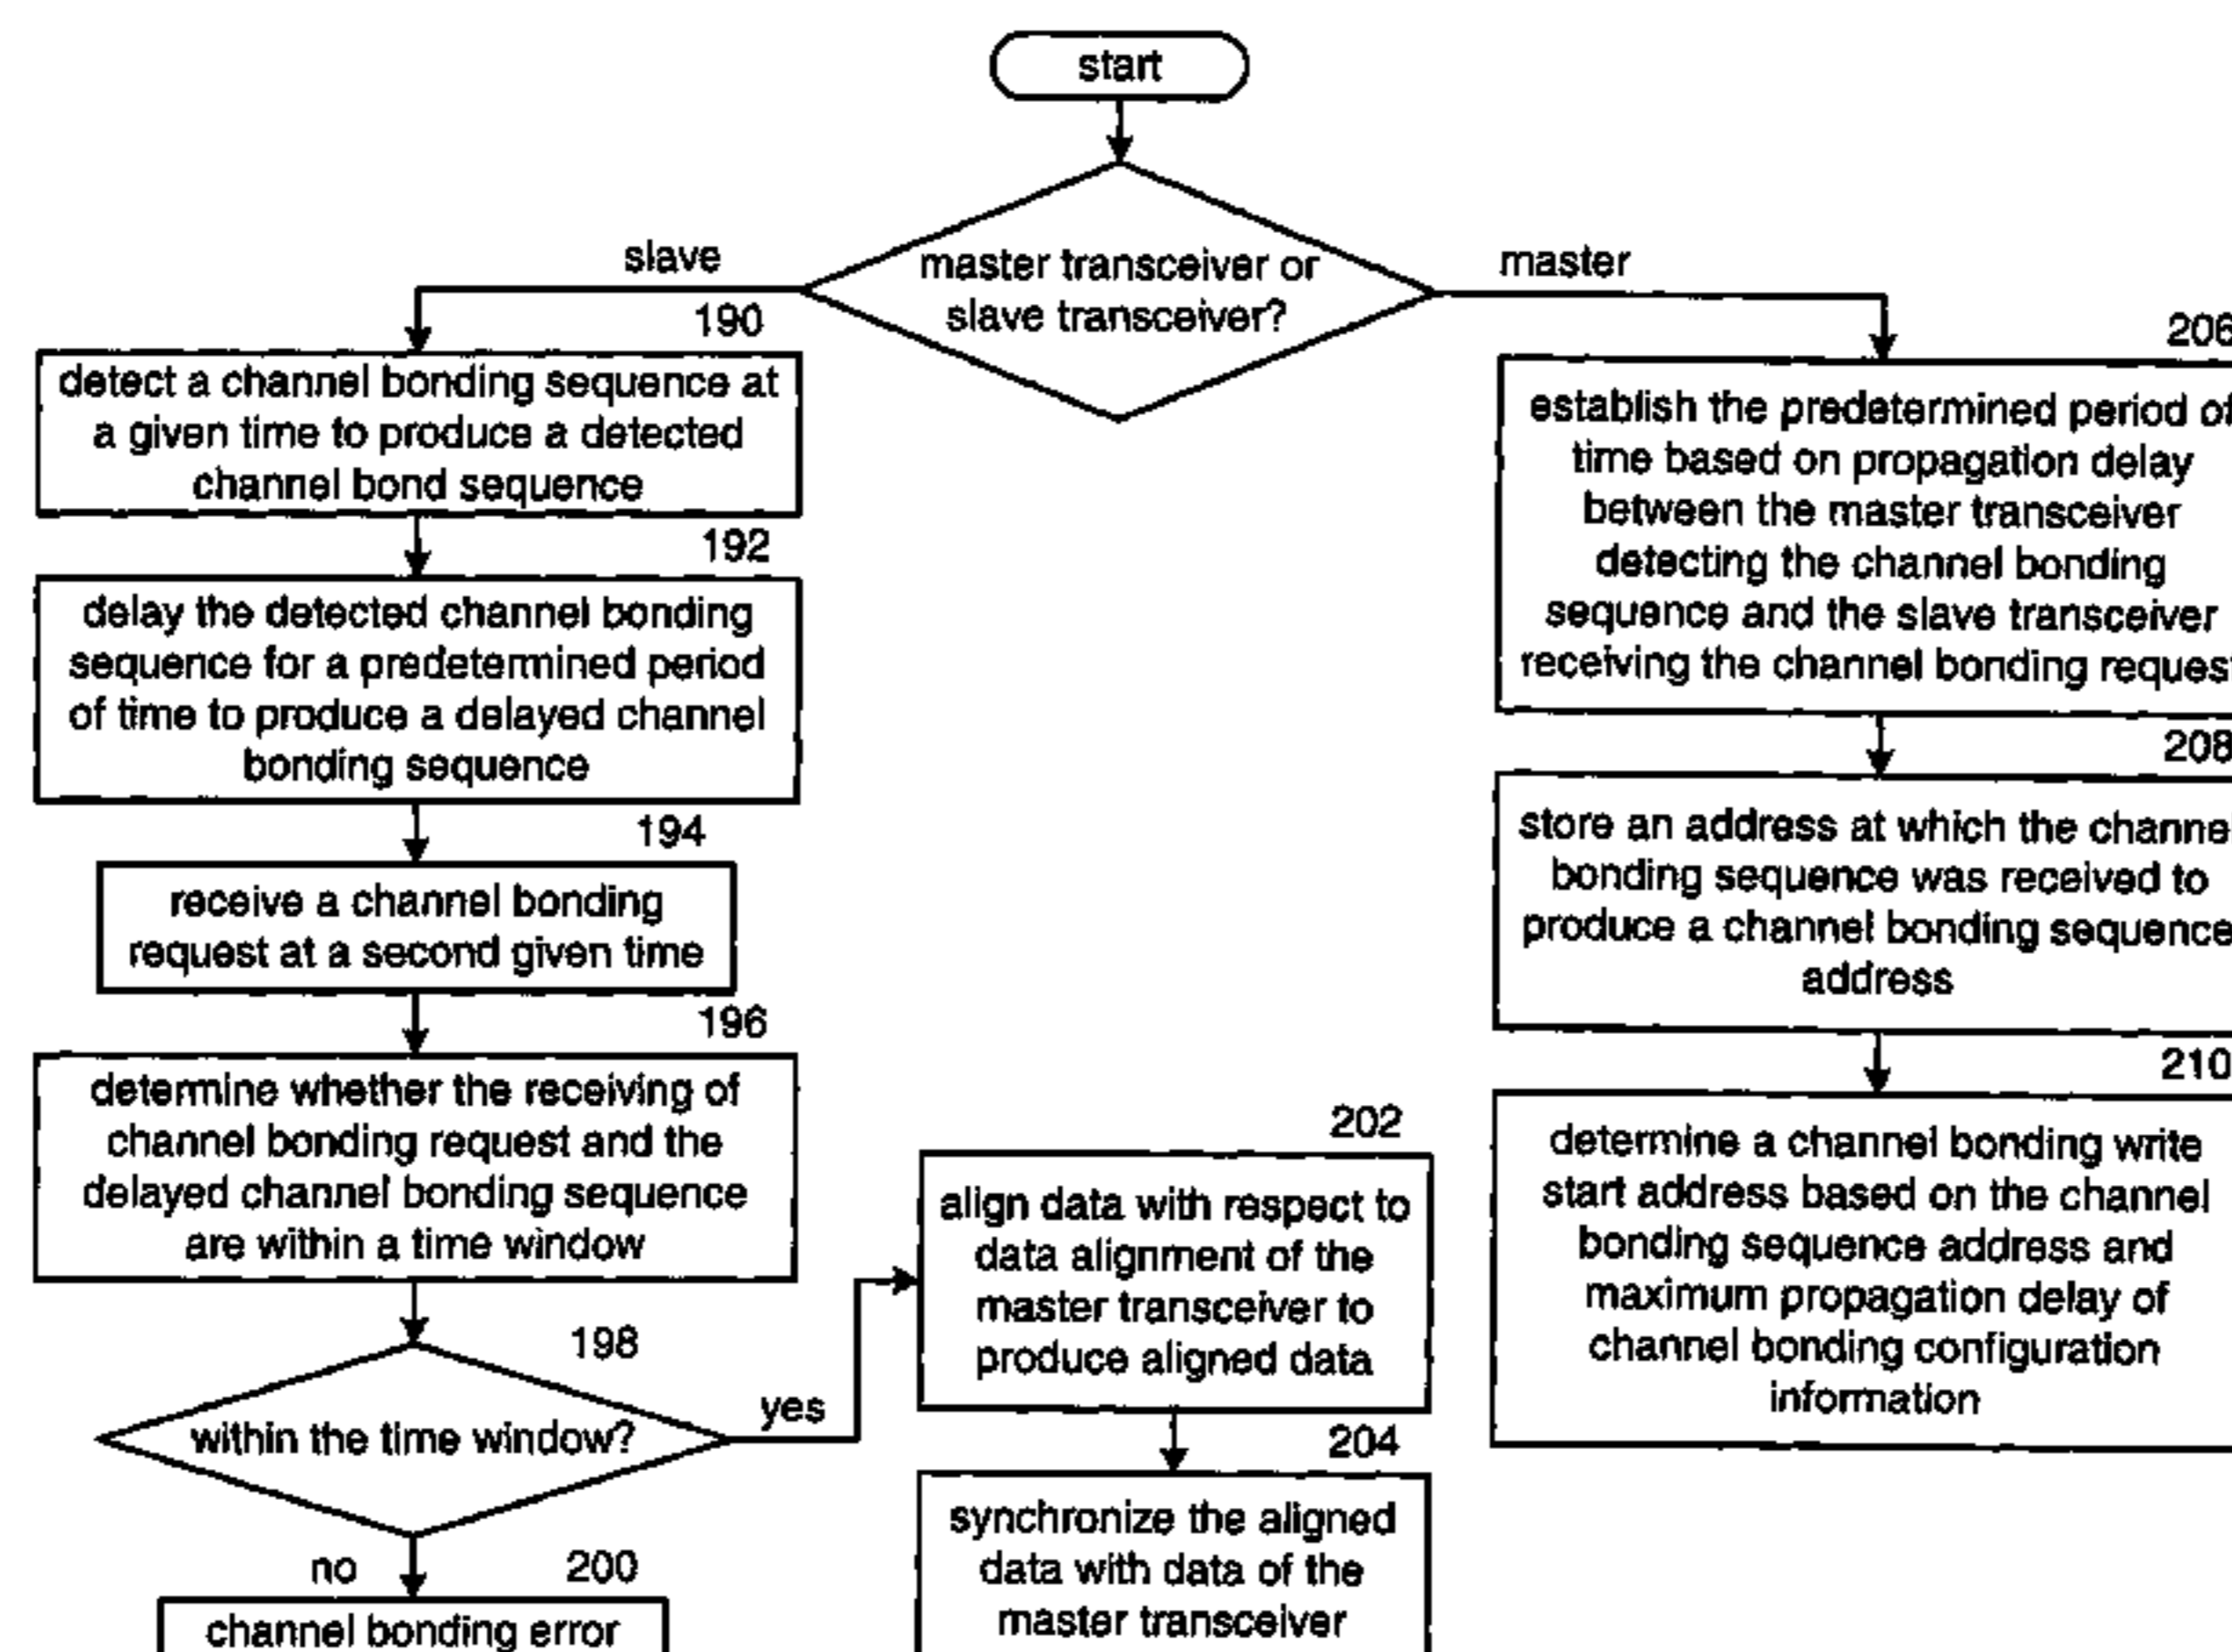 start
master transceiver or
slave transceiver?
slave
190
detect a channel bonding sequence at
a given time to produce a detected
channel bond sequence
192
delay the detected channel bonding
sequence for a predetermined period
of time to produce a delayed channel
bonding sequence
194
receive a channel bonding
request at a second given time
196
determine whether the receiving of
channel bonding request and the
delayed channel bonding sequence
are within a time window
198
within the time window?
yes
no
200
channel bonding error
202
align data with respect to
data alignment of the
master transceiver to
produce aligned data
204
synchronize the aligned
data with data of the
master transceiver
master
206
establish the predetermined period of
time based on propagation delay
between the master transceiver
detecting the channel bonding
sequence and the slave transceiver
receiving the channel bonding request
208
store an address at which the channel
bonding sequence was received to
produce a channel bonding sequence
address
210
determine a channel bonding write
start address based on the channel
bonding sequence address and
maximum propagation delay of
channel bonding configuration
information